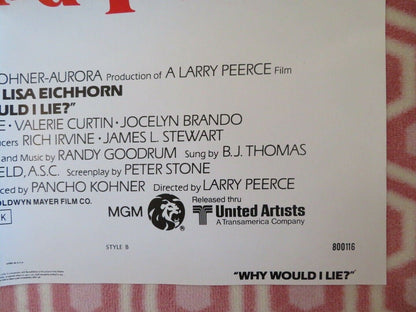 OHNER-AURORA Production of A LARRY PEERCE Film
LISA EICHHORN
ULD I LIE?"
E • VALERIE CURTIN • JOCELYN BRANDO
ucers RICH IRVINE • JAMES L. STEWART
and Music by RANDY GOODRUM Sung by B.J. THOMAS
ELD, A.S.C. Screenplay by PETER STONE
ced by PANCHO KOHNER Directed by LARRY PEERCE
OLDWYN MAYER FILM CO.
K
MGM
Released thru
United Artists
A Transamerica Company
STYLE B
800116
"WHY WOULD I LIE?"